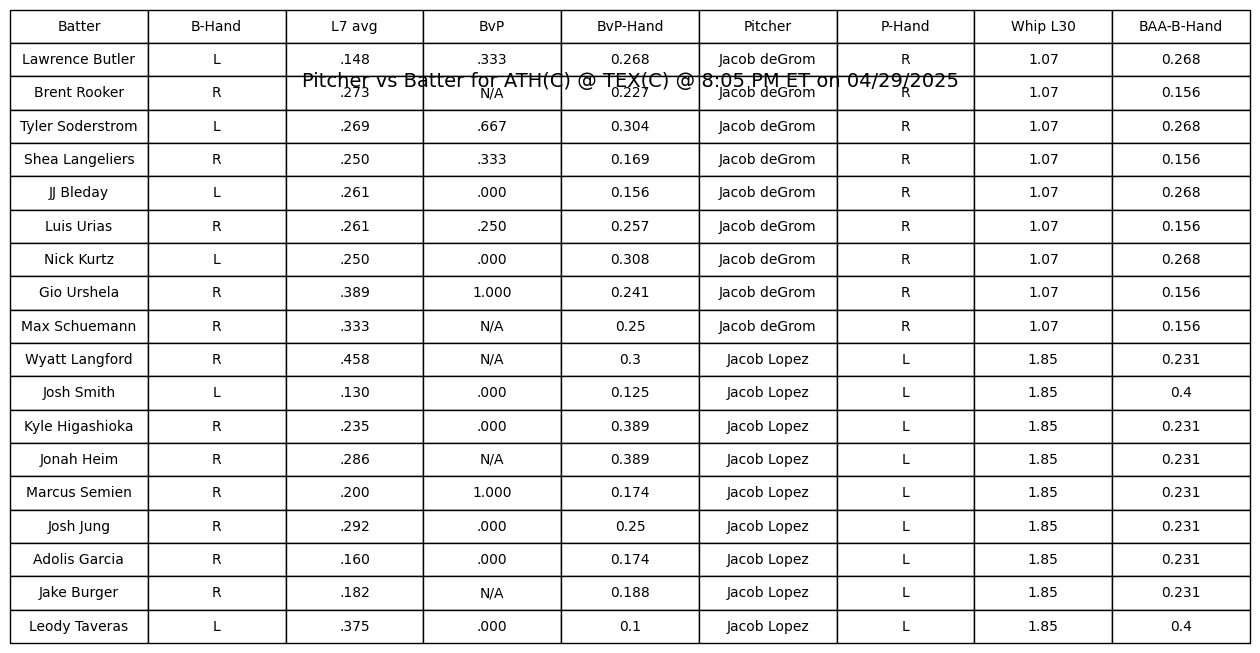 Batter B-Hand L7 avg BvP BvP-Hand Pitcher P-Hand Whip L30 BAA-B-Hand
Lawrence Butler L .148 .333 0.268 Jacob deGrom R 1.07 0.268
Pitcher vs Batter for ATH(C) @ TEX(C) @ 8:05 PM ET on 04/29/2025
Brent Rooker R .273 N/A 0.227 Jacob deGrom R 1.07 0.156
Tyler Soderstrom L .269 .667 0.304 Jacob deGrom R 1.07 0.268
Shea Langeliers R .250 .333 0.169 Jacob deGrom R 1.07 0.156
JJ Bleday L .261 .000 0.156 Jacob deGrom R 1.07 0.268
Luis Urias R .261 .250 0.257 Jacob deGrom R 1.07 0.156
Nick Kurtz L .250 .000 0.308 Jacob deGrom R 1.07 0.268
Gio Urshela R .389 1.000 0.241 Jacob deGrom R 1.07 0.156
Max Schuemann R .333 N/A 0.25 Jacob deGrom R 1.07 0.156
Wyatt Langford R .458 N/A 0.3 Jacob Lopez L 1.85 0.231
Josh Smith L .130 .000 0.125 Jacob Lopez L 1.85 0.4
Kyle Higashioka R .235 .000 0.389 Jacob Lopez L 1.85 0.231
Jonah Heim R .286 N/A 0.389 Jacob Lopez L 1.85 0.231
Marcus Semien R .200 1.000 0.174 Jacob Lopez L 1.85 0.231
Josh Jung R .292 .000 0.25 Jacob Lopez L 1.85 0.231
Adolis Garcia R .160 .000 0.174 Jacob Lopez L 1.85 0.231
Jake Burger R .182 N/A 0.188 Jacob Lopez L 1.85 0.231
Leody Taveras L .375 .000 0.1 Jacob Lopez L 1.85 0.4